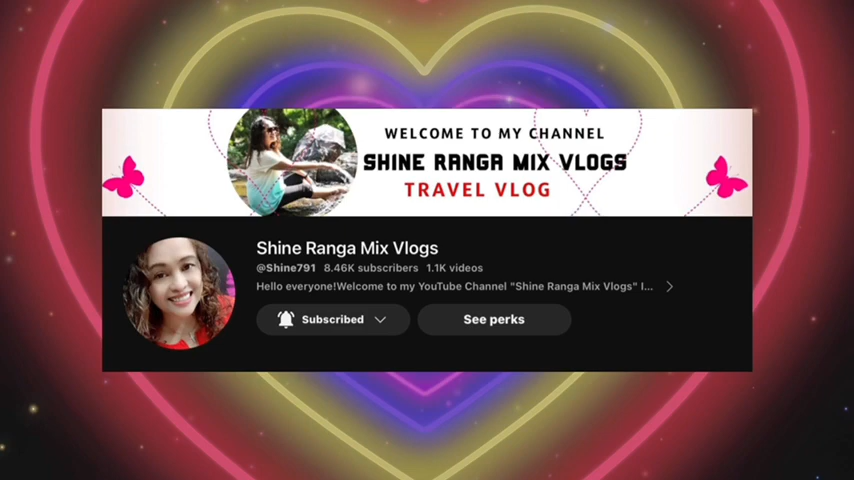 WELCOME TO MY CHANNEL
SHINE RANGA MIX VLOGS
TRAVEL VLOG
Shine Ranga Mix Vlogs
@Shine791 8.46K subscribers 1.1K videos
Hello everyone!Welcome to my YouTube Channel "Shine Ranga Mix Vlogs" I...
Subscribed
See perks